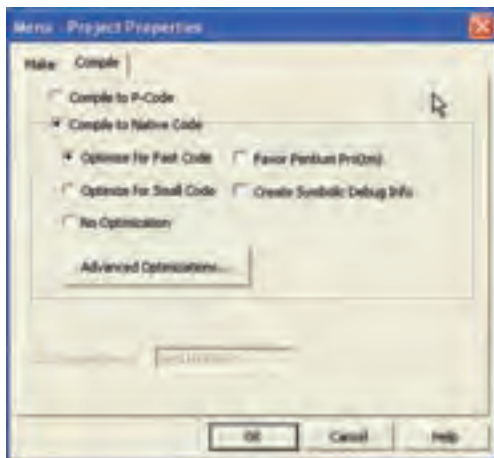 Menu - Project Properties
Make Compile
Compile to P-Code
Compile to Native Code
Optimize for Fast Code Favor Pentium Pro(tm)
Optimize for Small Code Create Symbolic Debug Info
No Optimization
Advanced Optimizations...
OK Cancel Help